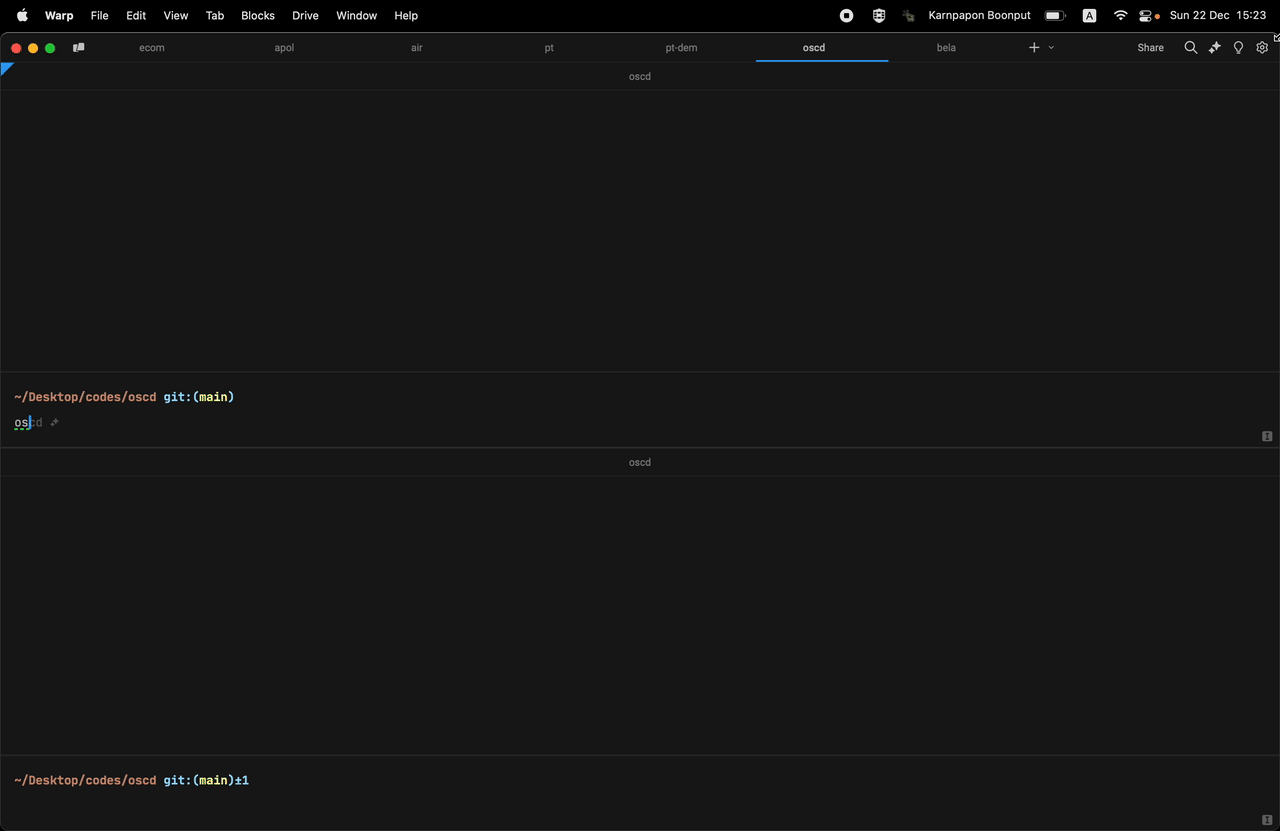 Warp File Edit View Tab Blocks Drive Window Help Karnpapon Boonput A Sun 22 Dec 15:23
ecom apol air pt pt-dem oscd bela + Share
oscd
~/Desktop/codes/oscd git:(main)
oscd
oscd
~/Desktop/codes/oscd git:(main)±1